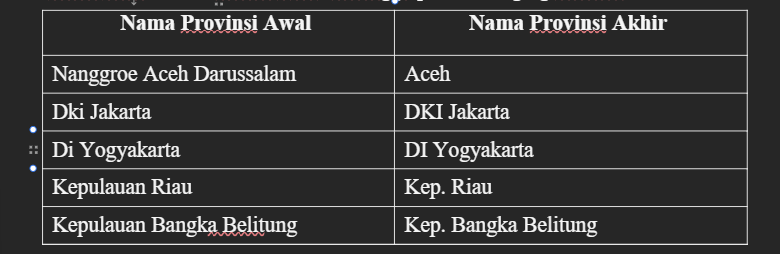 Nama Provinsi Awal Nama Provinsi Akhir
Nanggroe Aceh Darussalam Aceh
Dki Jakarta DKI Jakarta
Di Yogyakarta DI Yogyakarta
Kepulauan Riau Kep. Riau
Kepulauan Bangka Belitung Kep. Bangka Belitung